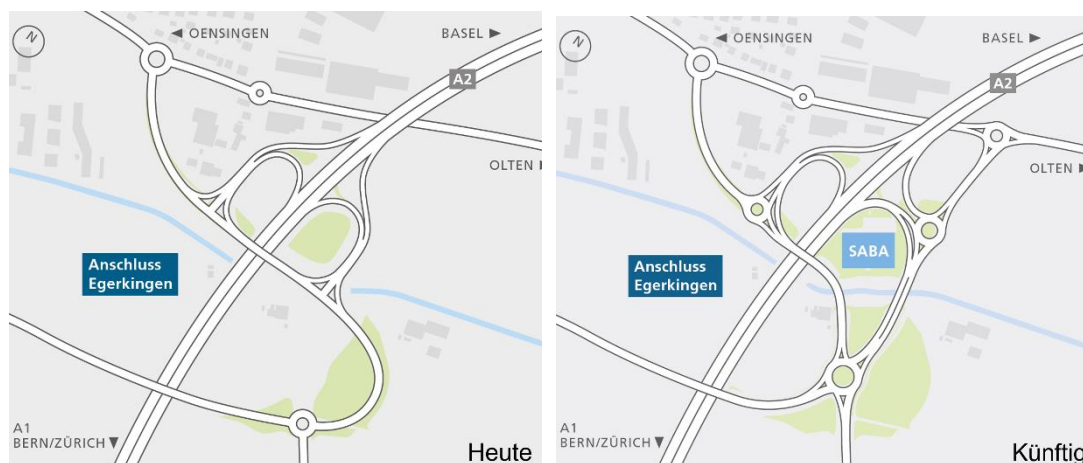 N
◄ OENSINGEN
BASEL ►
A2
OLTEN ►
Anschluss
Egerkingen
A1
BERN/ZÜRICH ▼
Heute
N
◄ OENSINGEN
BASEL ►
A2
OLTEN ►
SABA
Anschluss
Egerkingen
A1
BERN/ZÜRICH ▼
Künftig